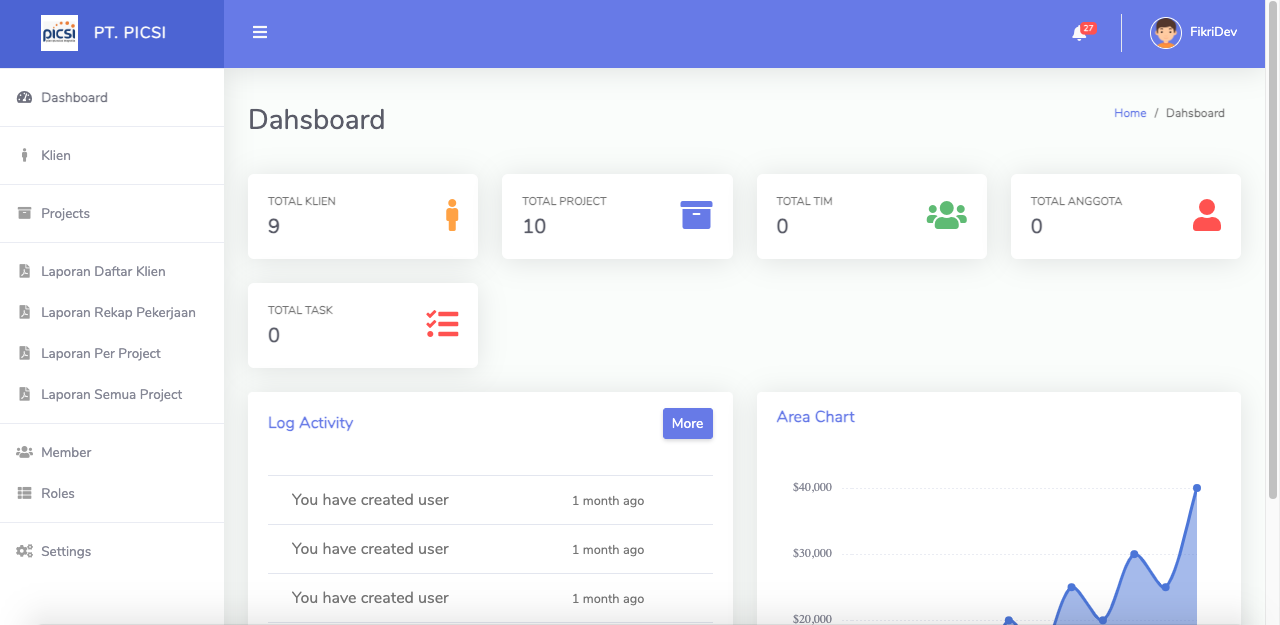 picsi PT. PICSI
27 FikriDev
Dashboard
Klien
Projects
Laporan Daftar Klien
Laporan Rekap Pekerjaan
Laporan Per Project
Laporan Semua Project
Member
Roles
Settings
Dahsboard
Home / Dahsboard
TOTAL KLIEN
9
TOTAL PROJECT
10
TOTAL TIM
0
TOTAL ANGGOTA
0
TOTAL TASK
0
Log Activity
More
You have created user 1 month ago
You have created user 1 month ago
You have created user 1 month ago
Area Chart
$40,000
$30,000
$20,000